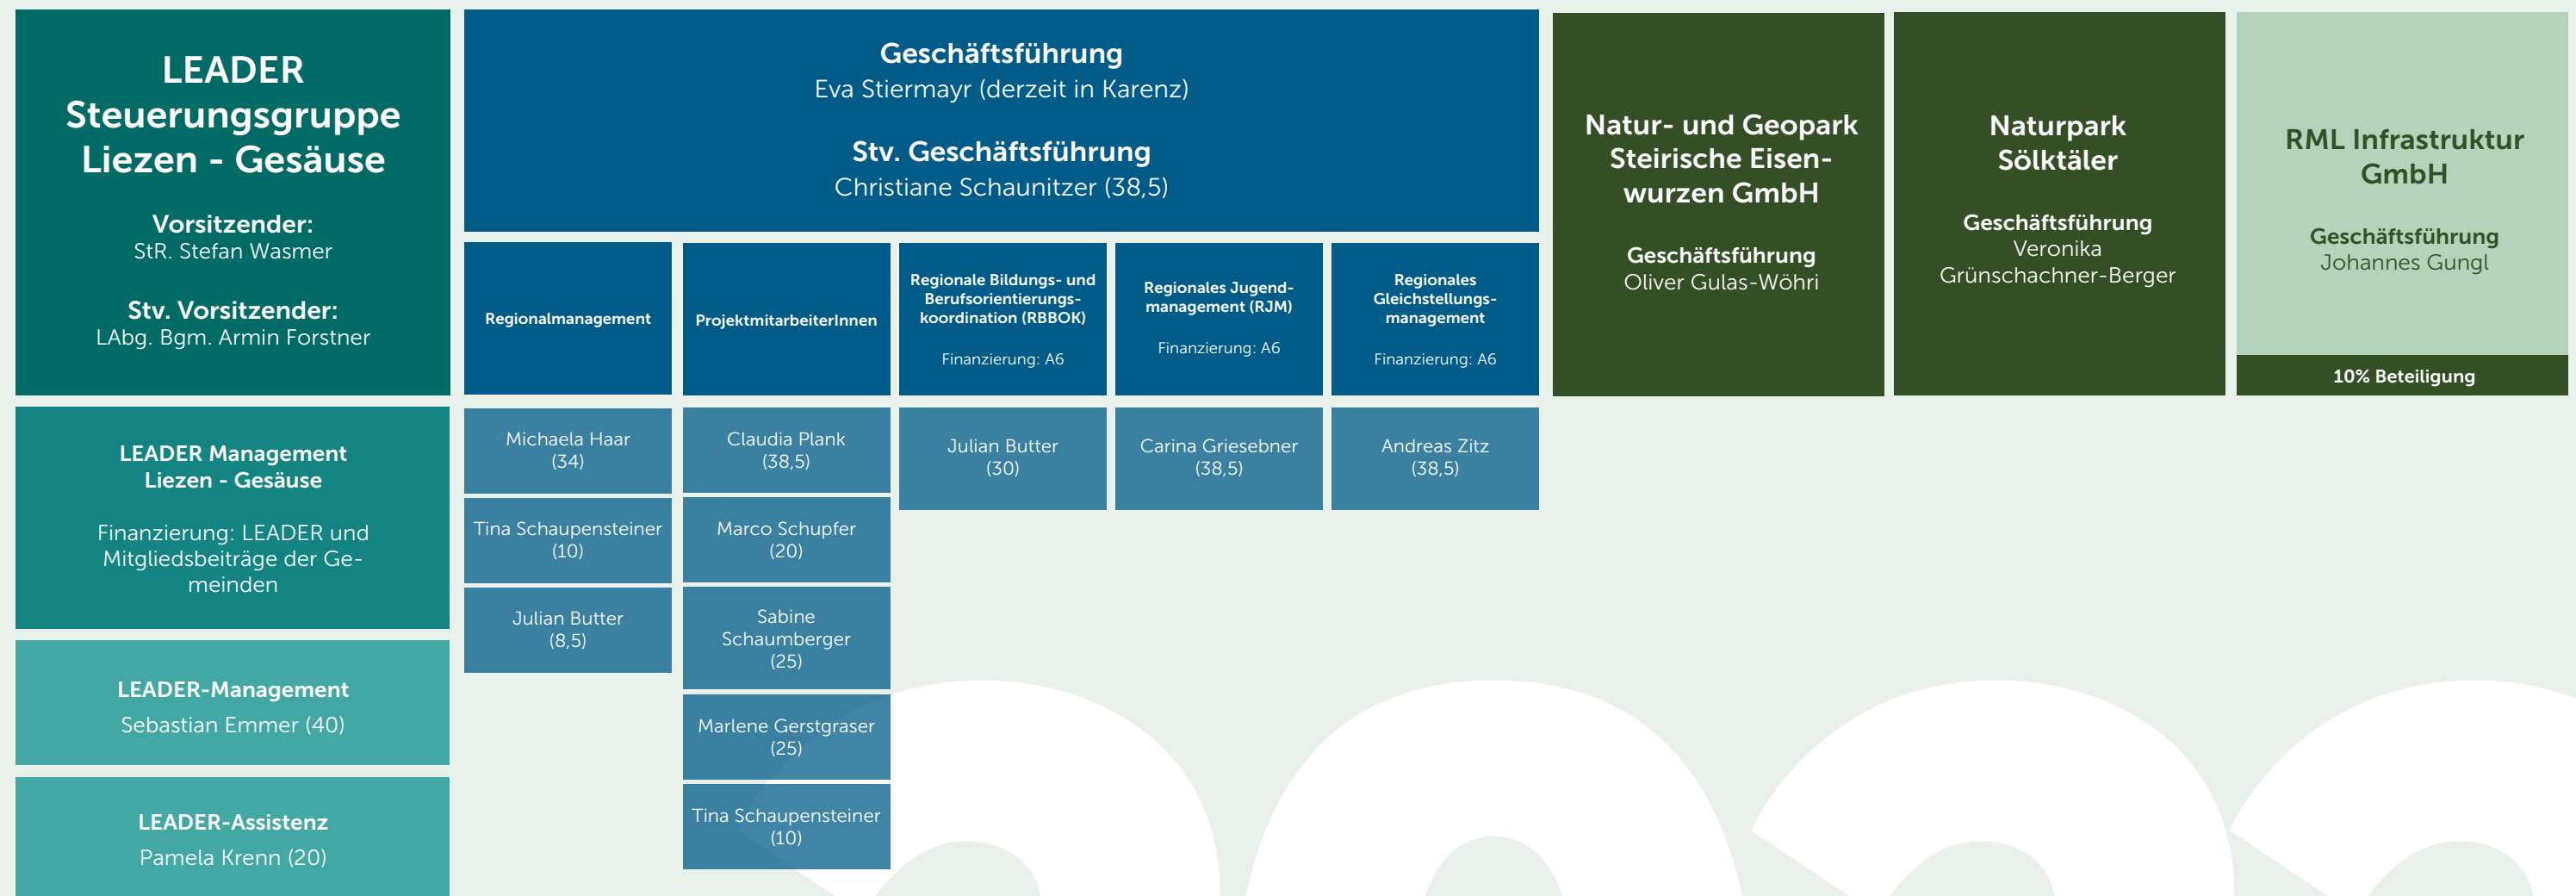 LEADER
Steuerungsgruppe
Liezen - Gesäuse
Vorsitzender:
StR. Stefan Wasmer
Stv. Vorsitzender:
LAbg. Bgm. Armin Forstner
LEADER Management
Liezen - Gesäuse
Finanzierung: LEADER und
Mitgliedsbeiträge der Ge-
meinden
LEADER-Management
Sebastian Emmer (40)
LEADER-Assistenz
Pamela Krenn (20)
Geschäftsführung
Eva Stiermayr (derzeit in Karenz)
Stv. Geschäftsführung
Christiane Schaunitzer (38,5)
Regionalmanagement
Michaela Haar
(34)
Tina Schaupensteiner
(10)
Julian Butter
(8,5)
ProjektmitarbeiterInnen
Claudia Plank
(38,5)
Marco Schupfer
(20)
Sabine
Schaumberger
(25)
Marlene Gerstgraser
(25)
Tina Schaupensteiner
(10)
Regionale Bildungs- und
Berufsorientierungs-
koordination (RBBOK)
Finanzierung: A6
Julian Butter
(30)
Regionales Jugend-
management (RJM)
Finanzierung: A6
Carina Griesebner
(38,5)
Regionales
Gleichstellungs-
management
Finanzierung: A6
Andreas Zitz
(38,5)
Natur- und Geopark
Steirische Eisen-
wurzen GmbH
Geschäftsführung
Oliver Gulas-Wöhri
Naturpark
Sölktäler
Geschäftsführung
Veronika
Grünschachner-Berger
RML Infrastruktur
GmbH
Geschäftsführung
Johannes Gungl
10% Beteiligung